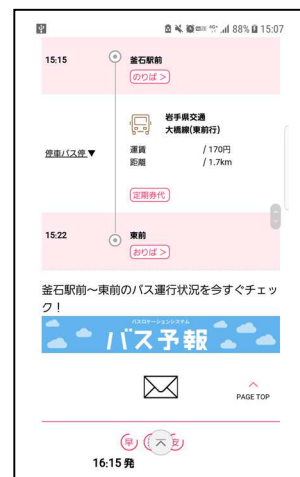 88% 15:07
15:15
釜石駅前
のりば >
岩手県交通
大橋線(東前行)
停車バス停 ▼
運賃 / 170円
距離 / 1.7km
定期券代
15:22
東前
おりば >
釜石駅前～東前のバス運行状況を今すぐチェッ
ク！
バスロケーションシステム
バス予報
PAGE TOP
早 安
16:15 発